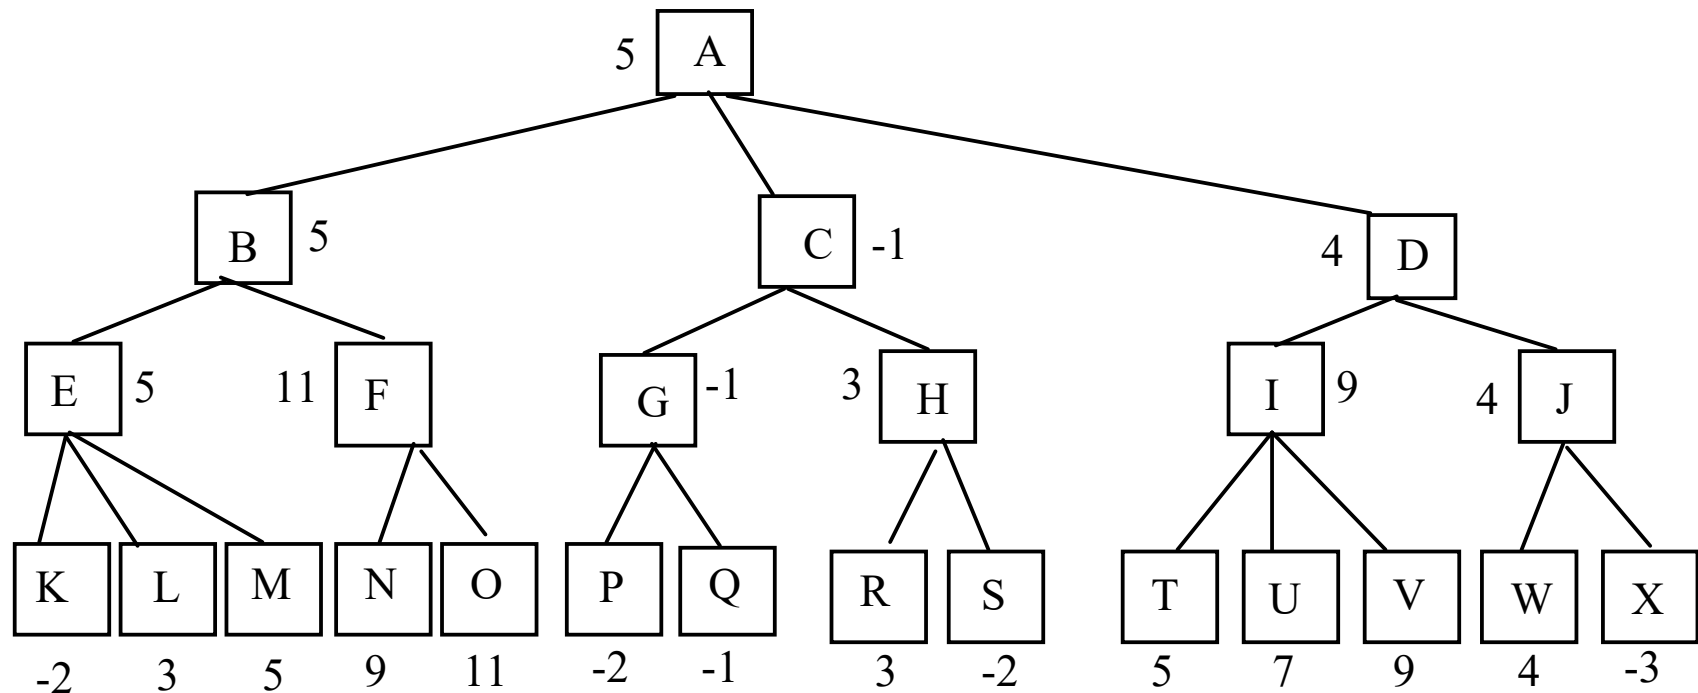 5 A
B 5 C -1 4 D
E 5 11 F G -1 3 H I 9 4 J
K L M N O P Q R S T U V W X
-2 3 5 9 11 -2 -1 3 -2 5 7 9 4 -3